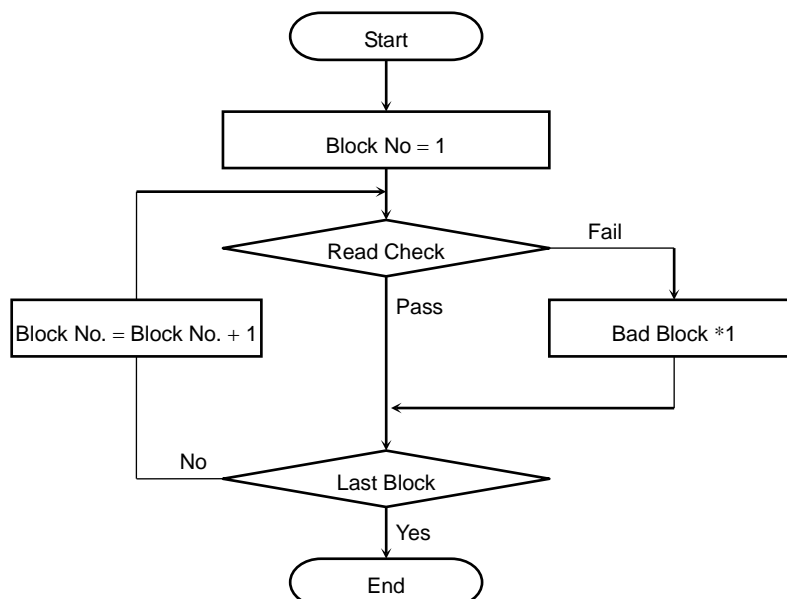 Start
Block No = 1
Read Check
Fail
Pass
Block No. = Block No. + 1
Bad Block *1
No
Last Block
Yes
End